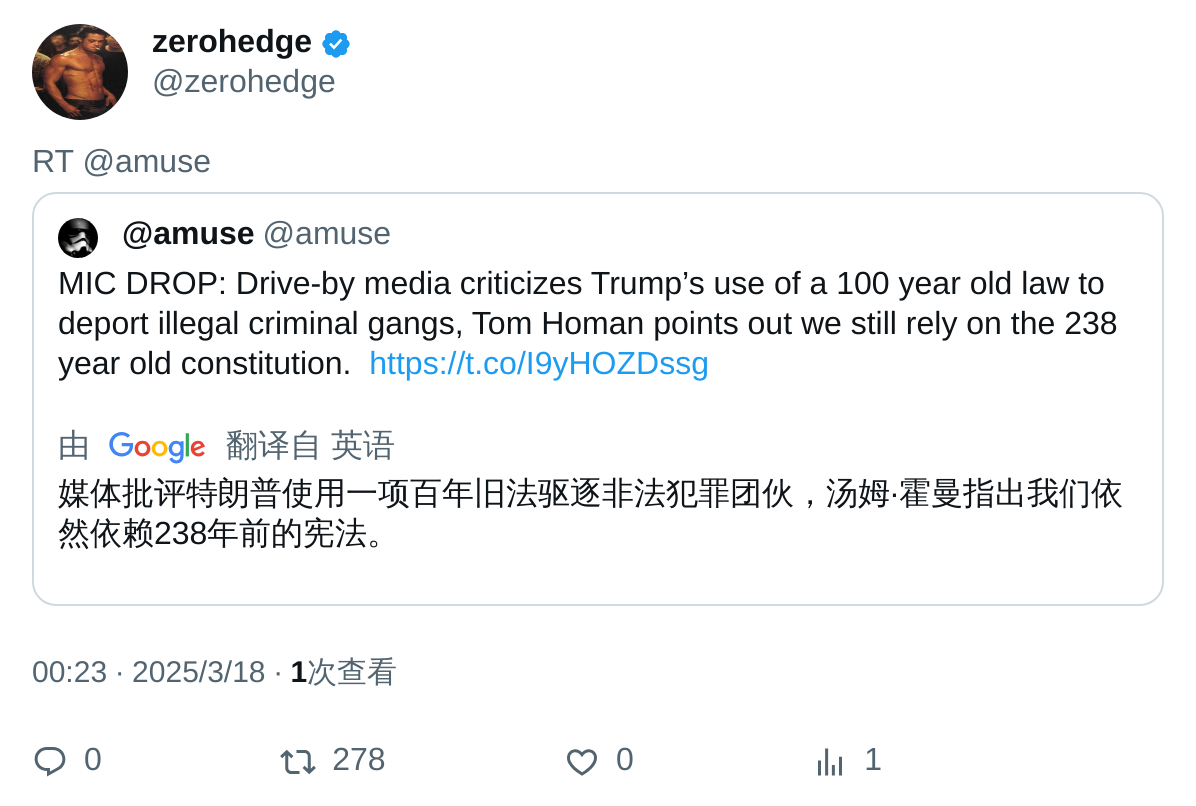 zerohedge
@zerohedge
RT @amuse
@amuse @amuse
MIC DROP: Drive-by media criticizes Trump’s use of a 100 year old law to
deport illegal criminal gangs, Tom Homan points out we still rely on the 238
year old constitution.  https://t.co/I9yHOZDssg
由 Google 翻译自 英语
媒体批评特朗普使用一项百年旧法驱逐非法犯罪团伙，汤姆·霍曼指出我们依
然依赖238年前的宪法。
00:23 · 2025/3/18 · 1次查看
0 278 0 1